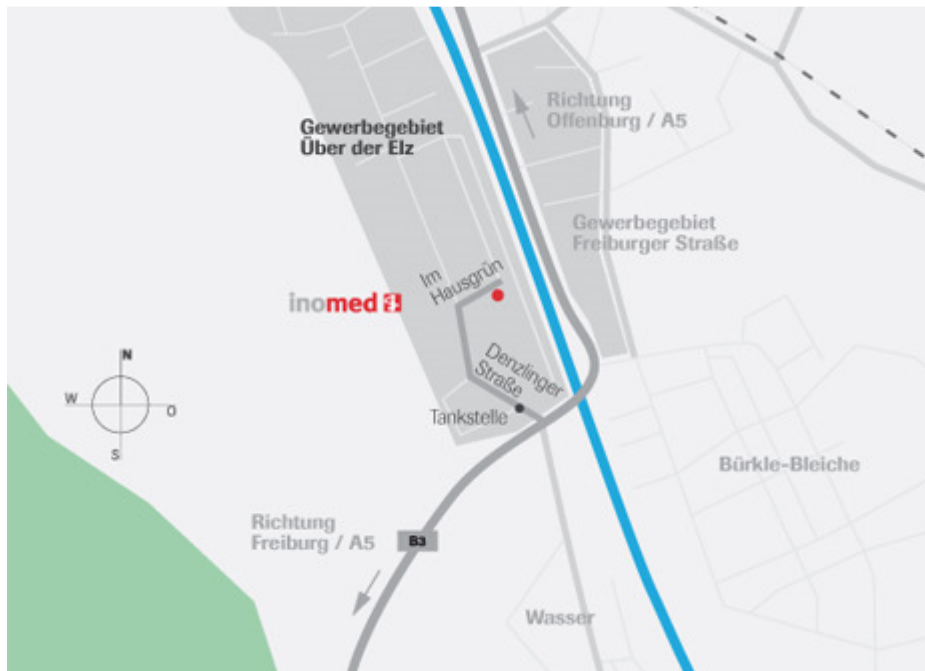 Richtung
Offenburg / A5
Gewerbegebiet
Über der Elz
Gewerbegebiet
Freiburger Straße
Im
Hausgrün
inomed
Denzlinger
Straße
N
W
O
S
Tankstelle
Bürkle-Bleiche
Richtung
Freiburg / A5
B3
Wasser